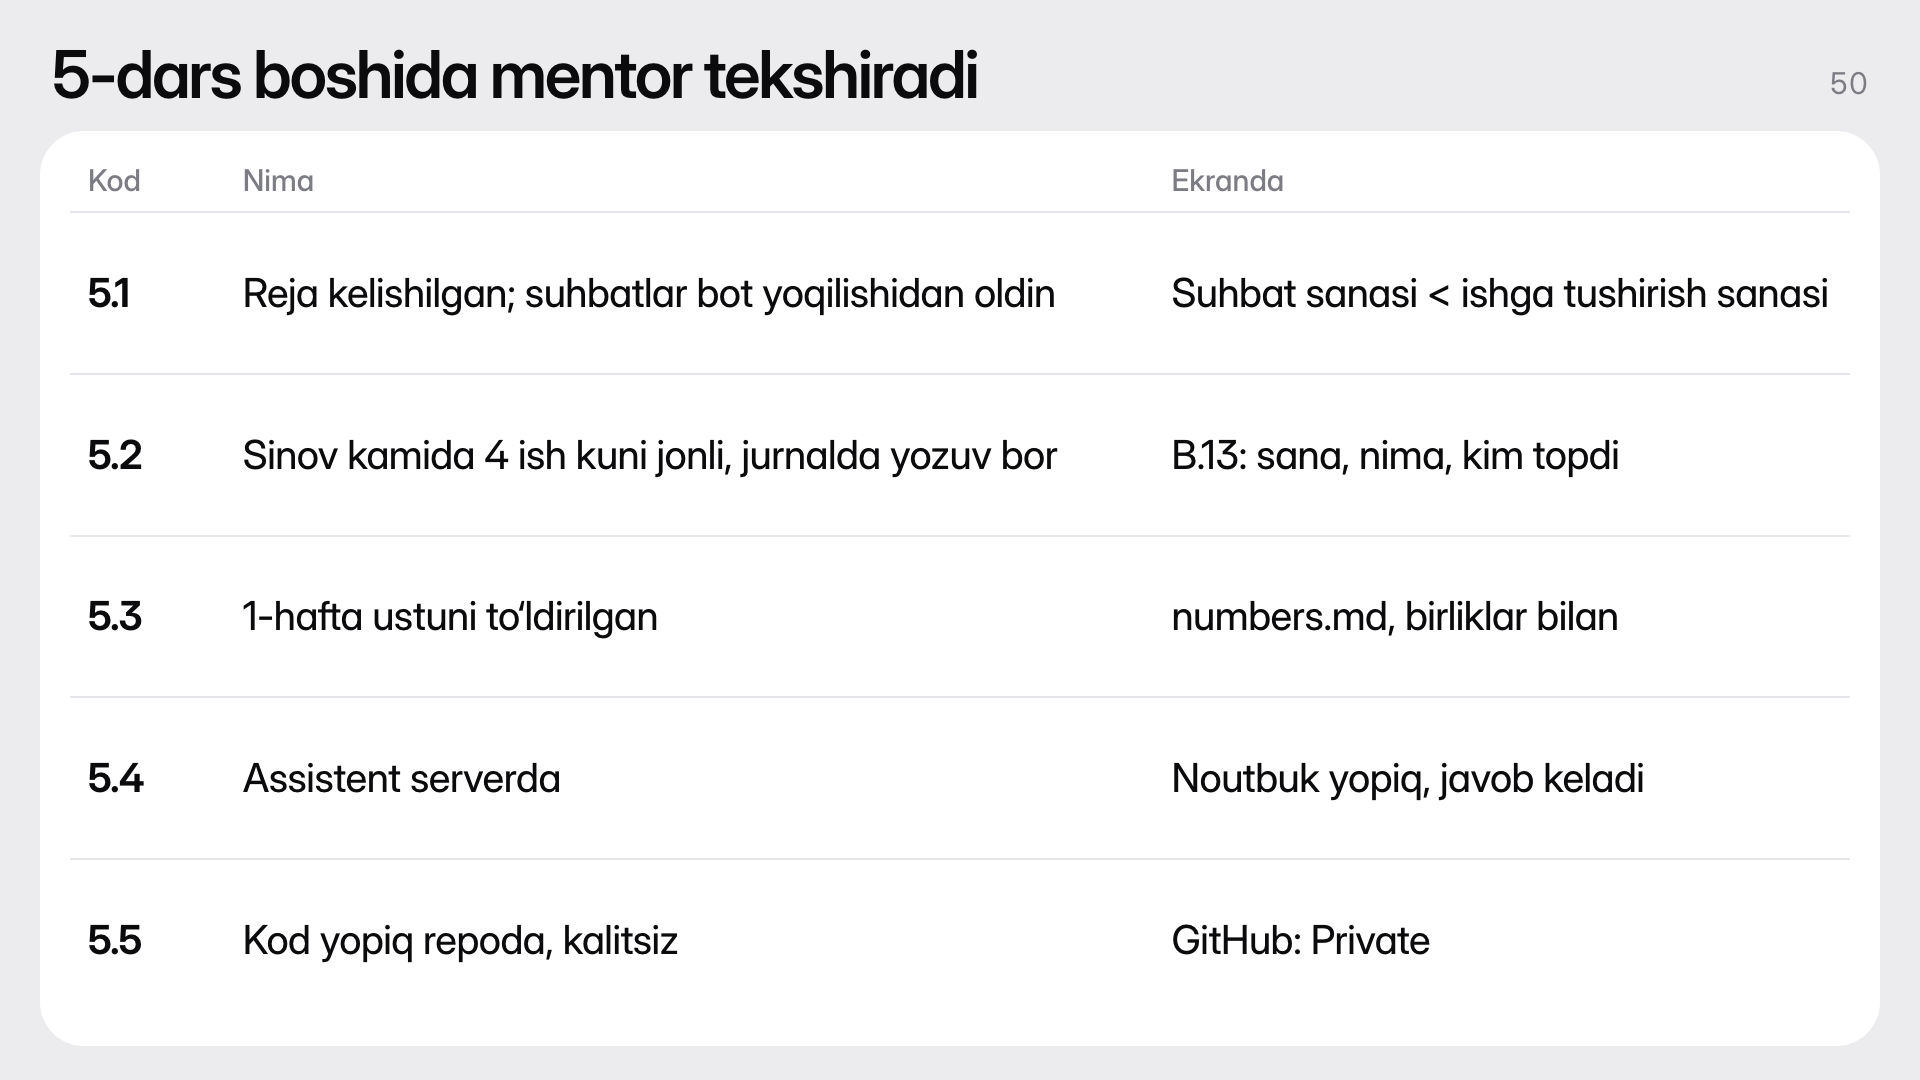 5-dars boshida mentor tekshiradi
50
Kod Nima Ekranda
5.1 Reja kelishilgan; suhbatlar bot yoqilishidan oldin Suhbat sanasi < ishga tushirish sanasi
5.2 Sinov kamida 4 ish kuni jonli, jurnalda yozuv bor B.13: sana, nima, kim topdi
5.3 1-hafta ustuni to‘ldirilgan numbers.md, birliklar bilan
5.4 Assistent serverda Noutbuk yopiq, javob keladi
5.5 Kod yopiq repoda, kalitsiz GitHub: Private